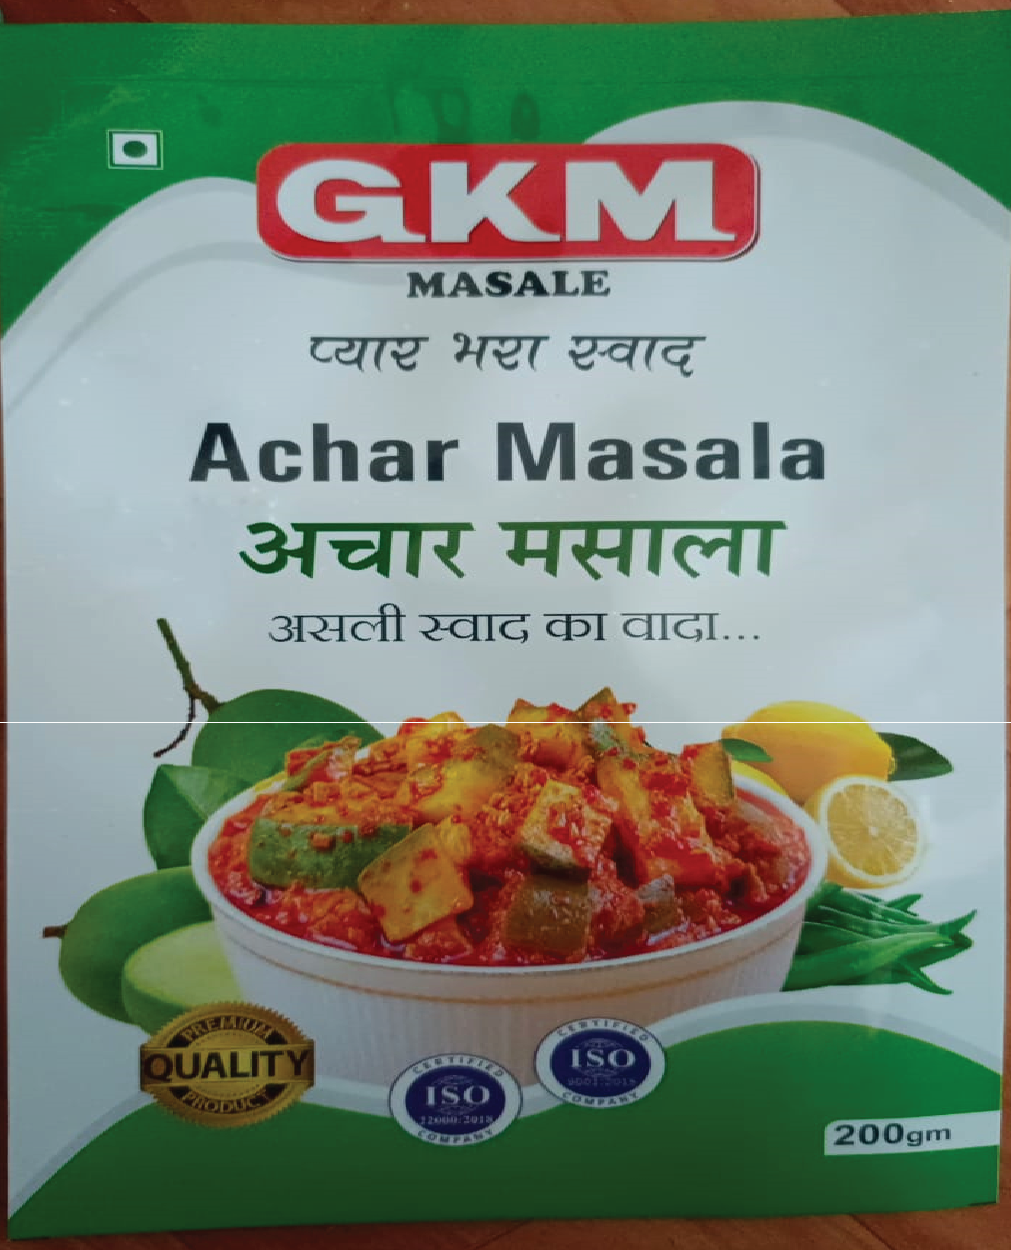 GKM
MASALE
प्यार भरा स्वाद
Achar Masala
अचार मसाला
असली स्वाद का वादा...
PREMIUM
QUALITY
PRODUCT
CERTIFIED
ISO
22000:2018
COMPANY
CERTIFIED
ISO
9001:2015
COMPANY
200gm